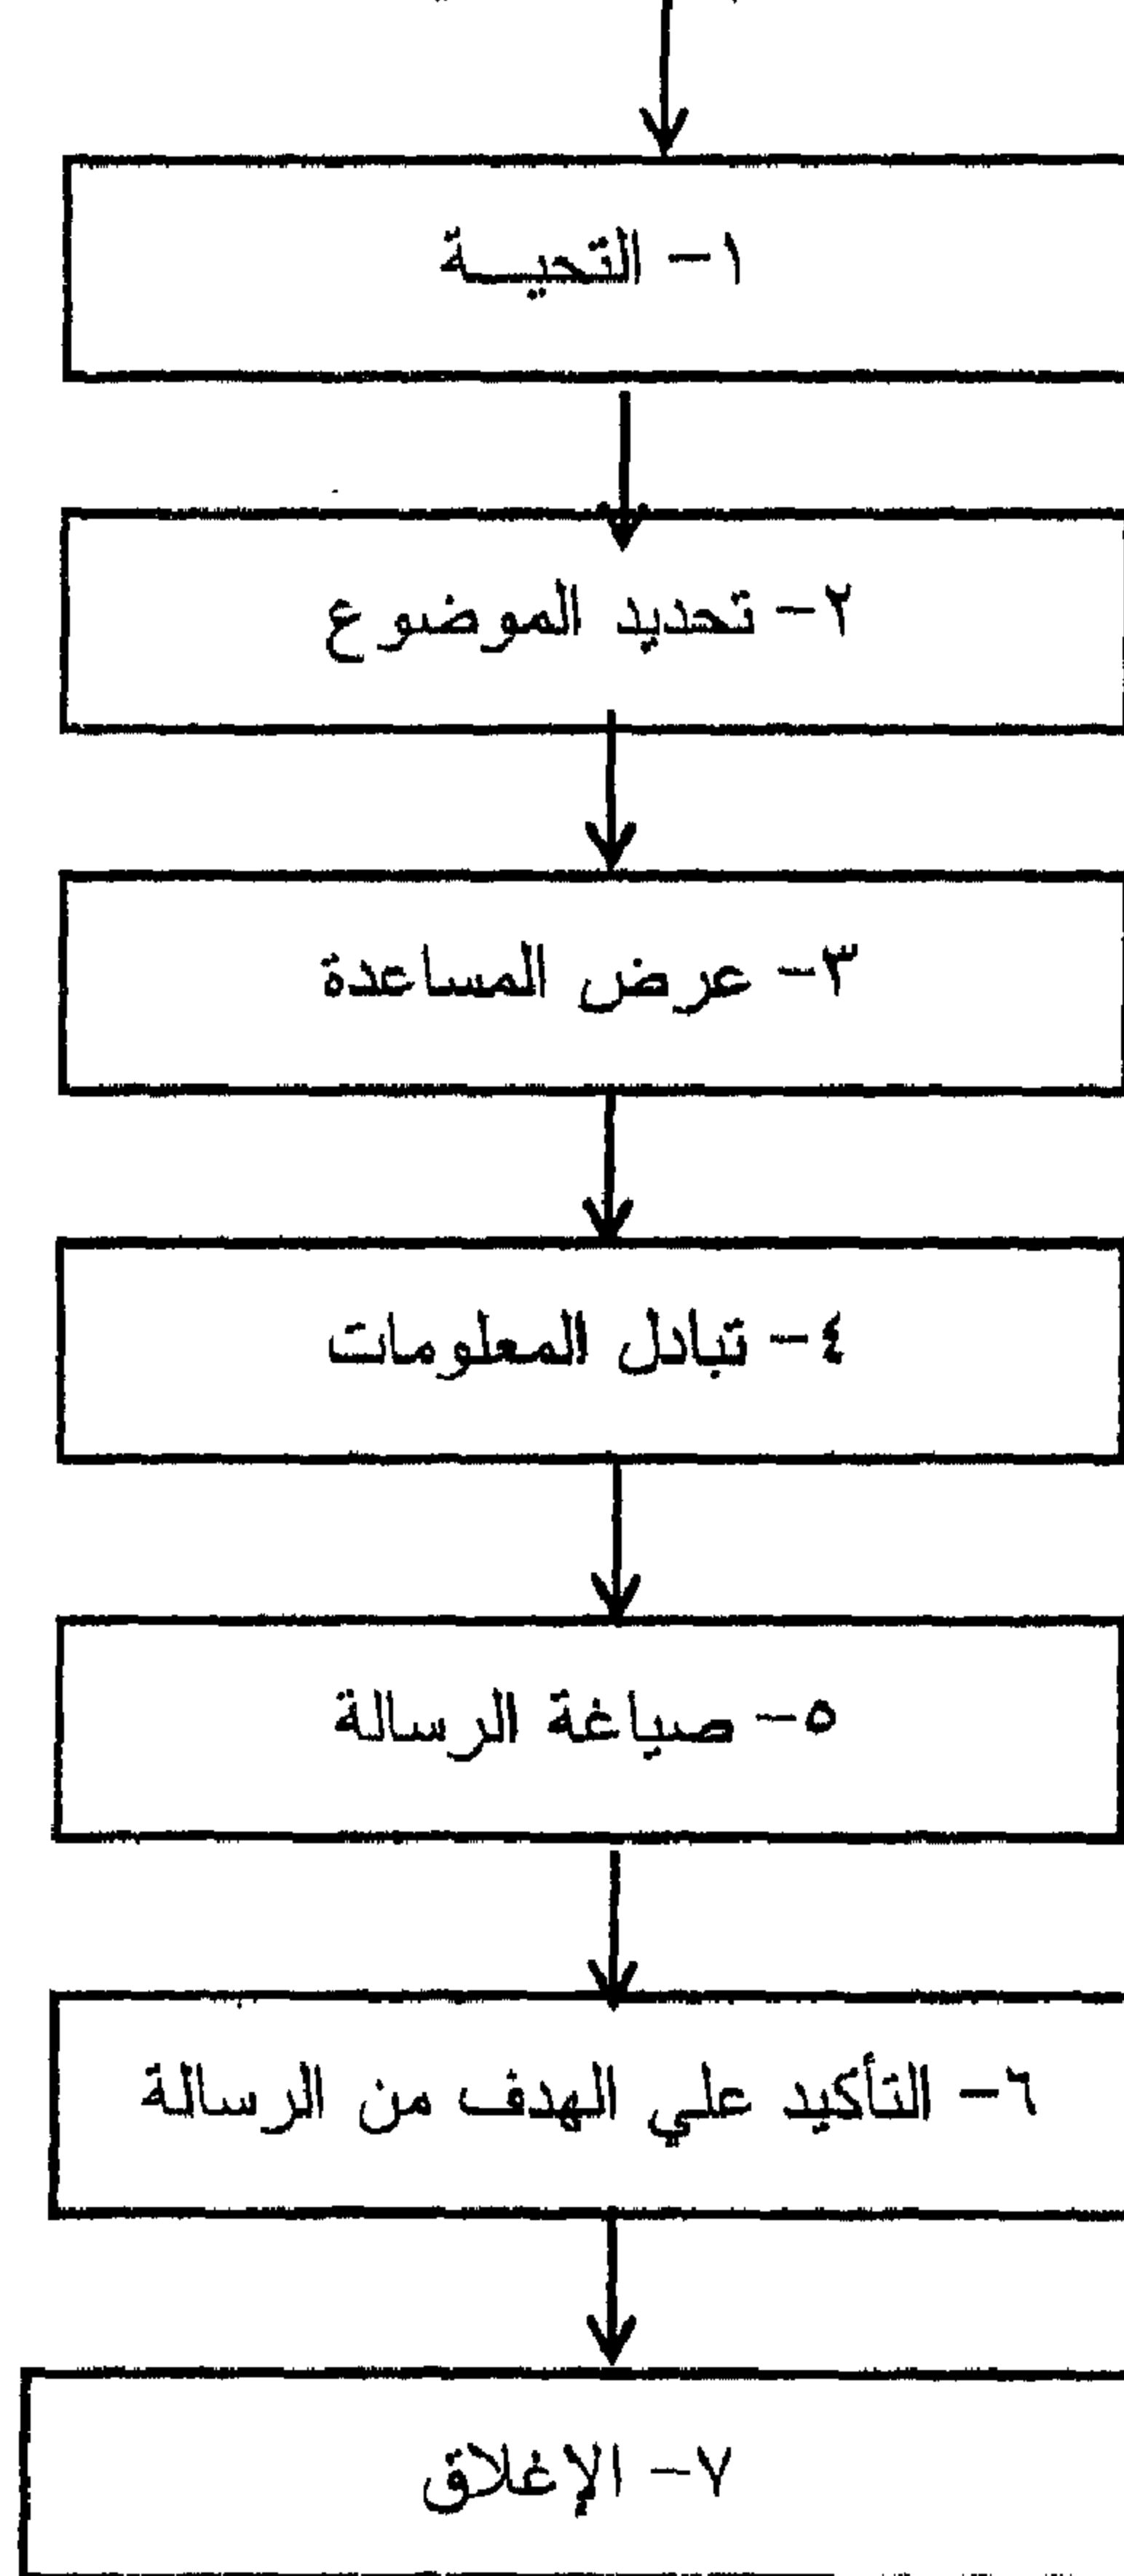 ١- التحيـــة
٢- تحديد الموضوع
٣- عرض المساعدة
٤- تبادل المعلومات
٥- صياغة الرسالة
٦- التأكيد علي الهدف من الرسالة
٧- الإغلاق